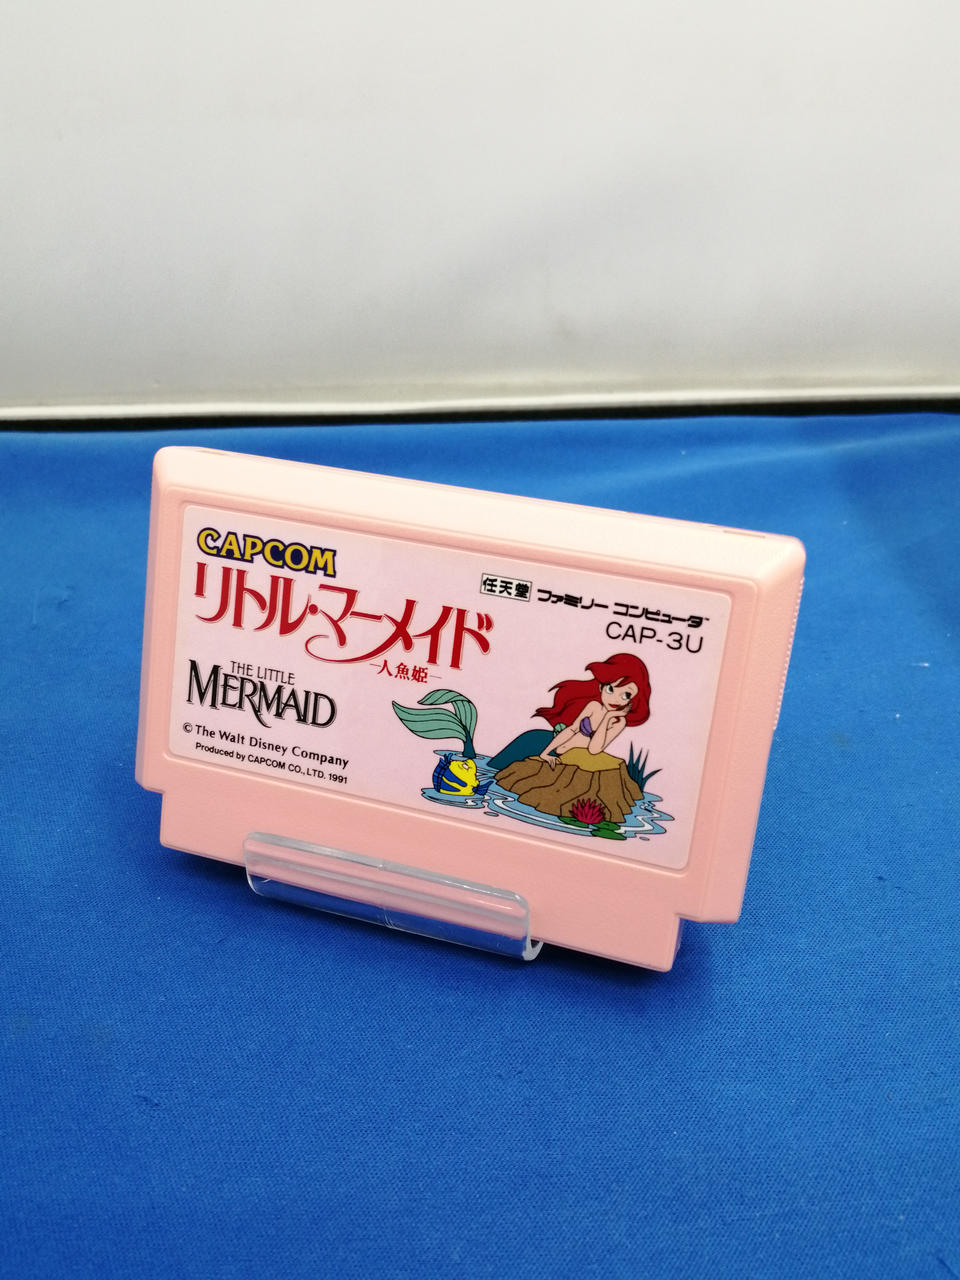 CAPCOM
リトル・マーメイド
─人魚姫─
THE LITTLE
MERMAID
© The Walt Disney Company
Produced by CAPCOM CO., LTD. 1991
任天堂 ファミリー コンピュータ™
CAP-3U